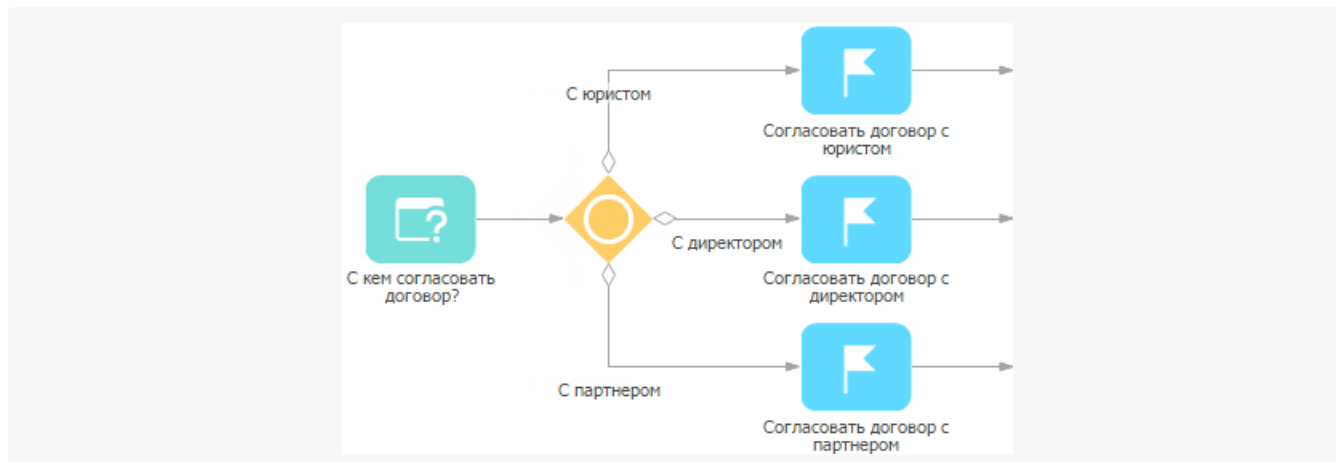 С юристом
Согласовать договор с
юристом
С кем согласовать
договор?
С директором
Согласовать договор с
директором
С партнером
Согласовать договор с
партнером